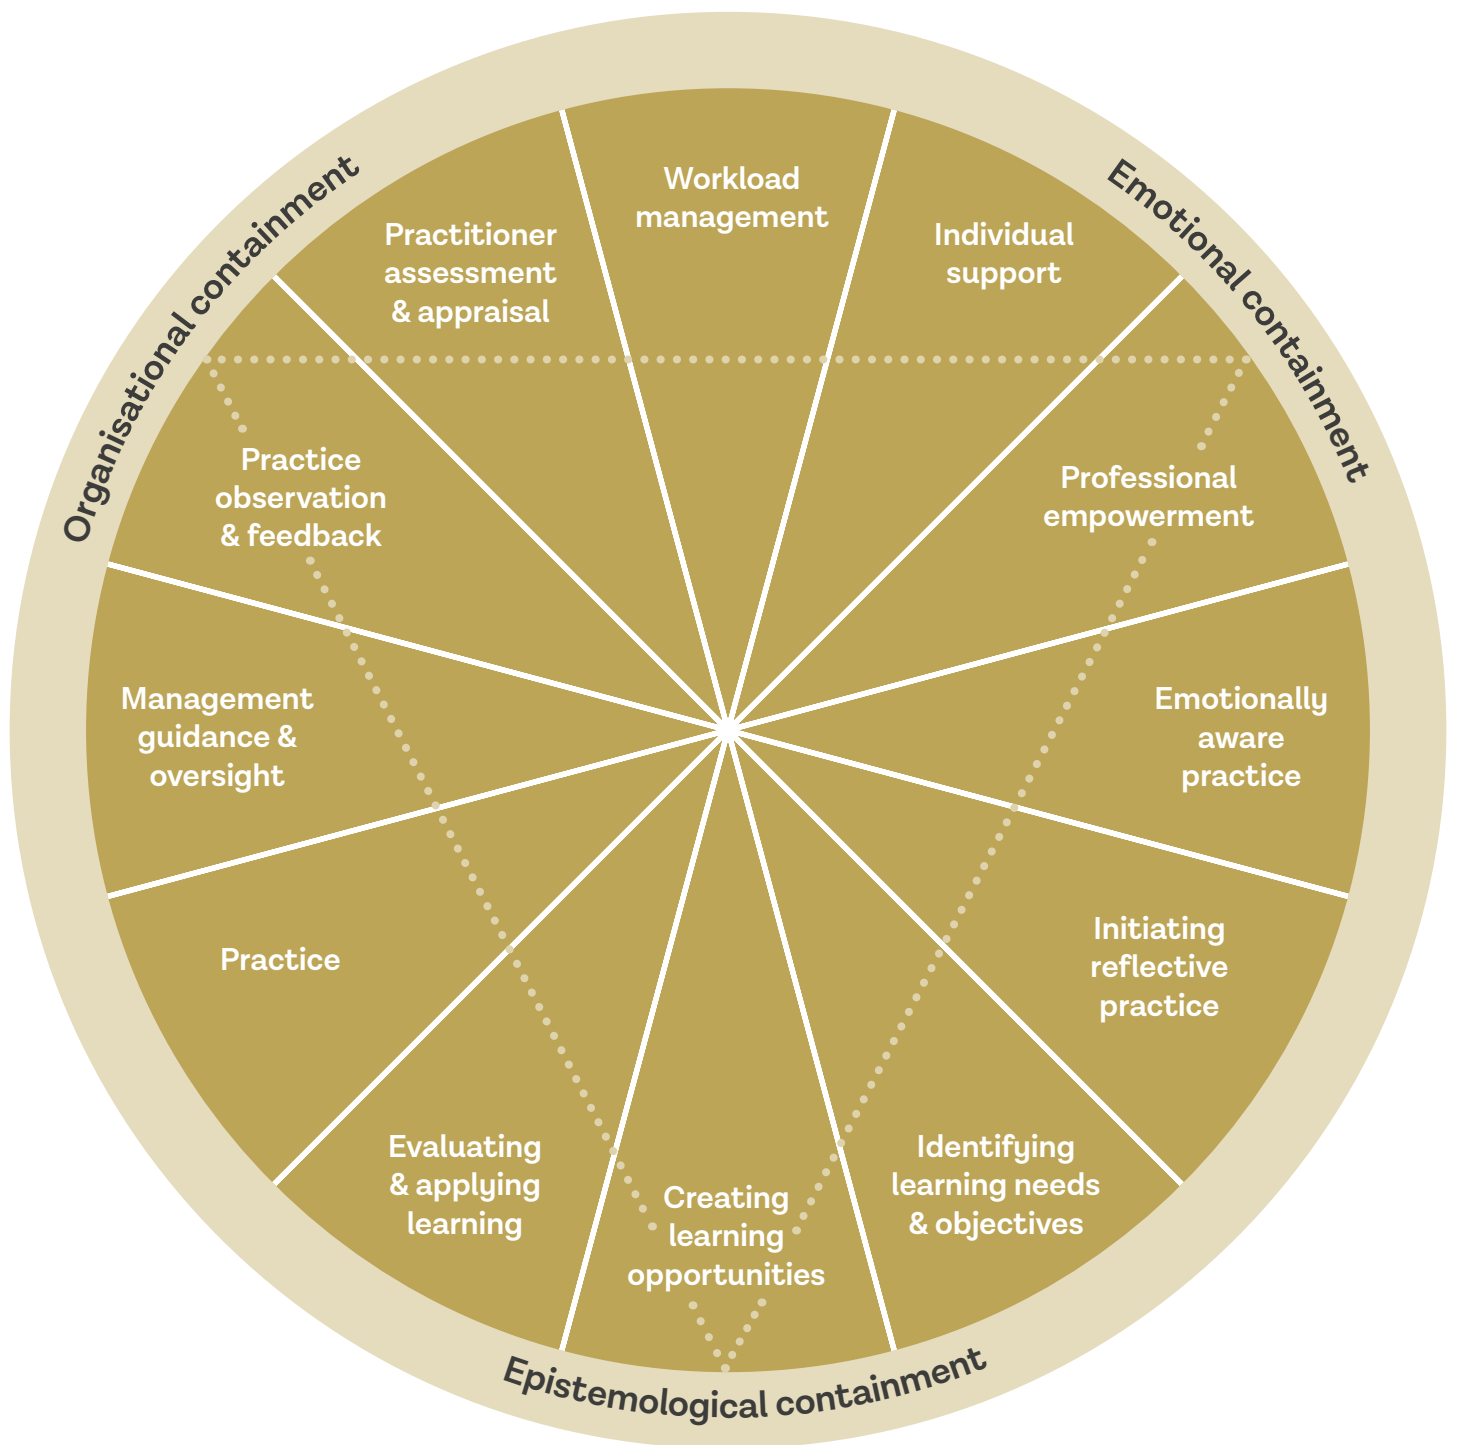 Organisational containment
Emotional containment
Epistemological containment
Workload
management
Individual
support
Professional
empowerment
Emotionally
aware
practice
Initiating
reflective
practice
Identifying
learning needs
& objectives
Creating
learning
opportunities
Evaluating
& applying
learning
Practice
Management
guidance &
oversight
Practice
observation
& feedback
Practitioner
assessment
& appraisal